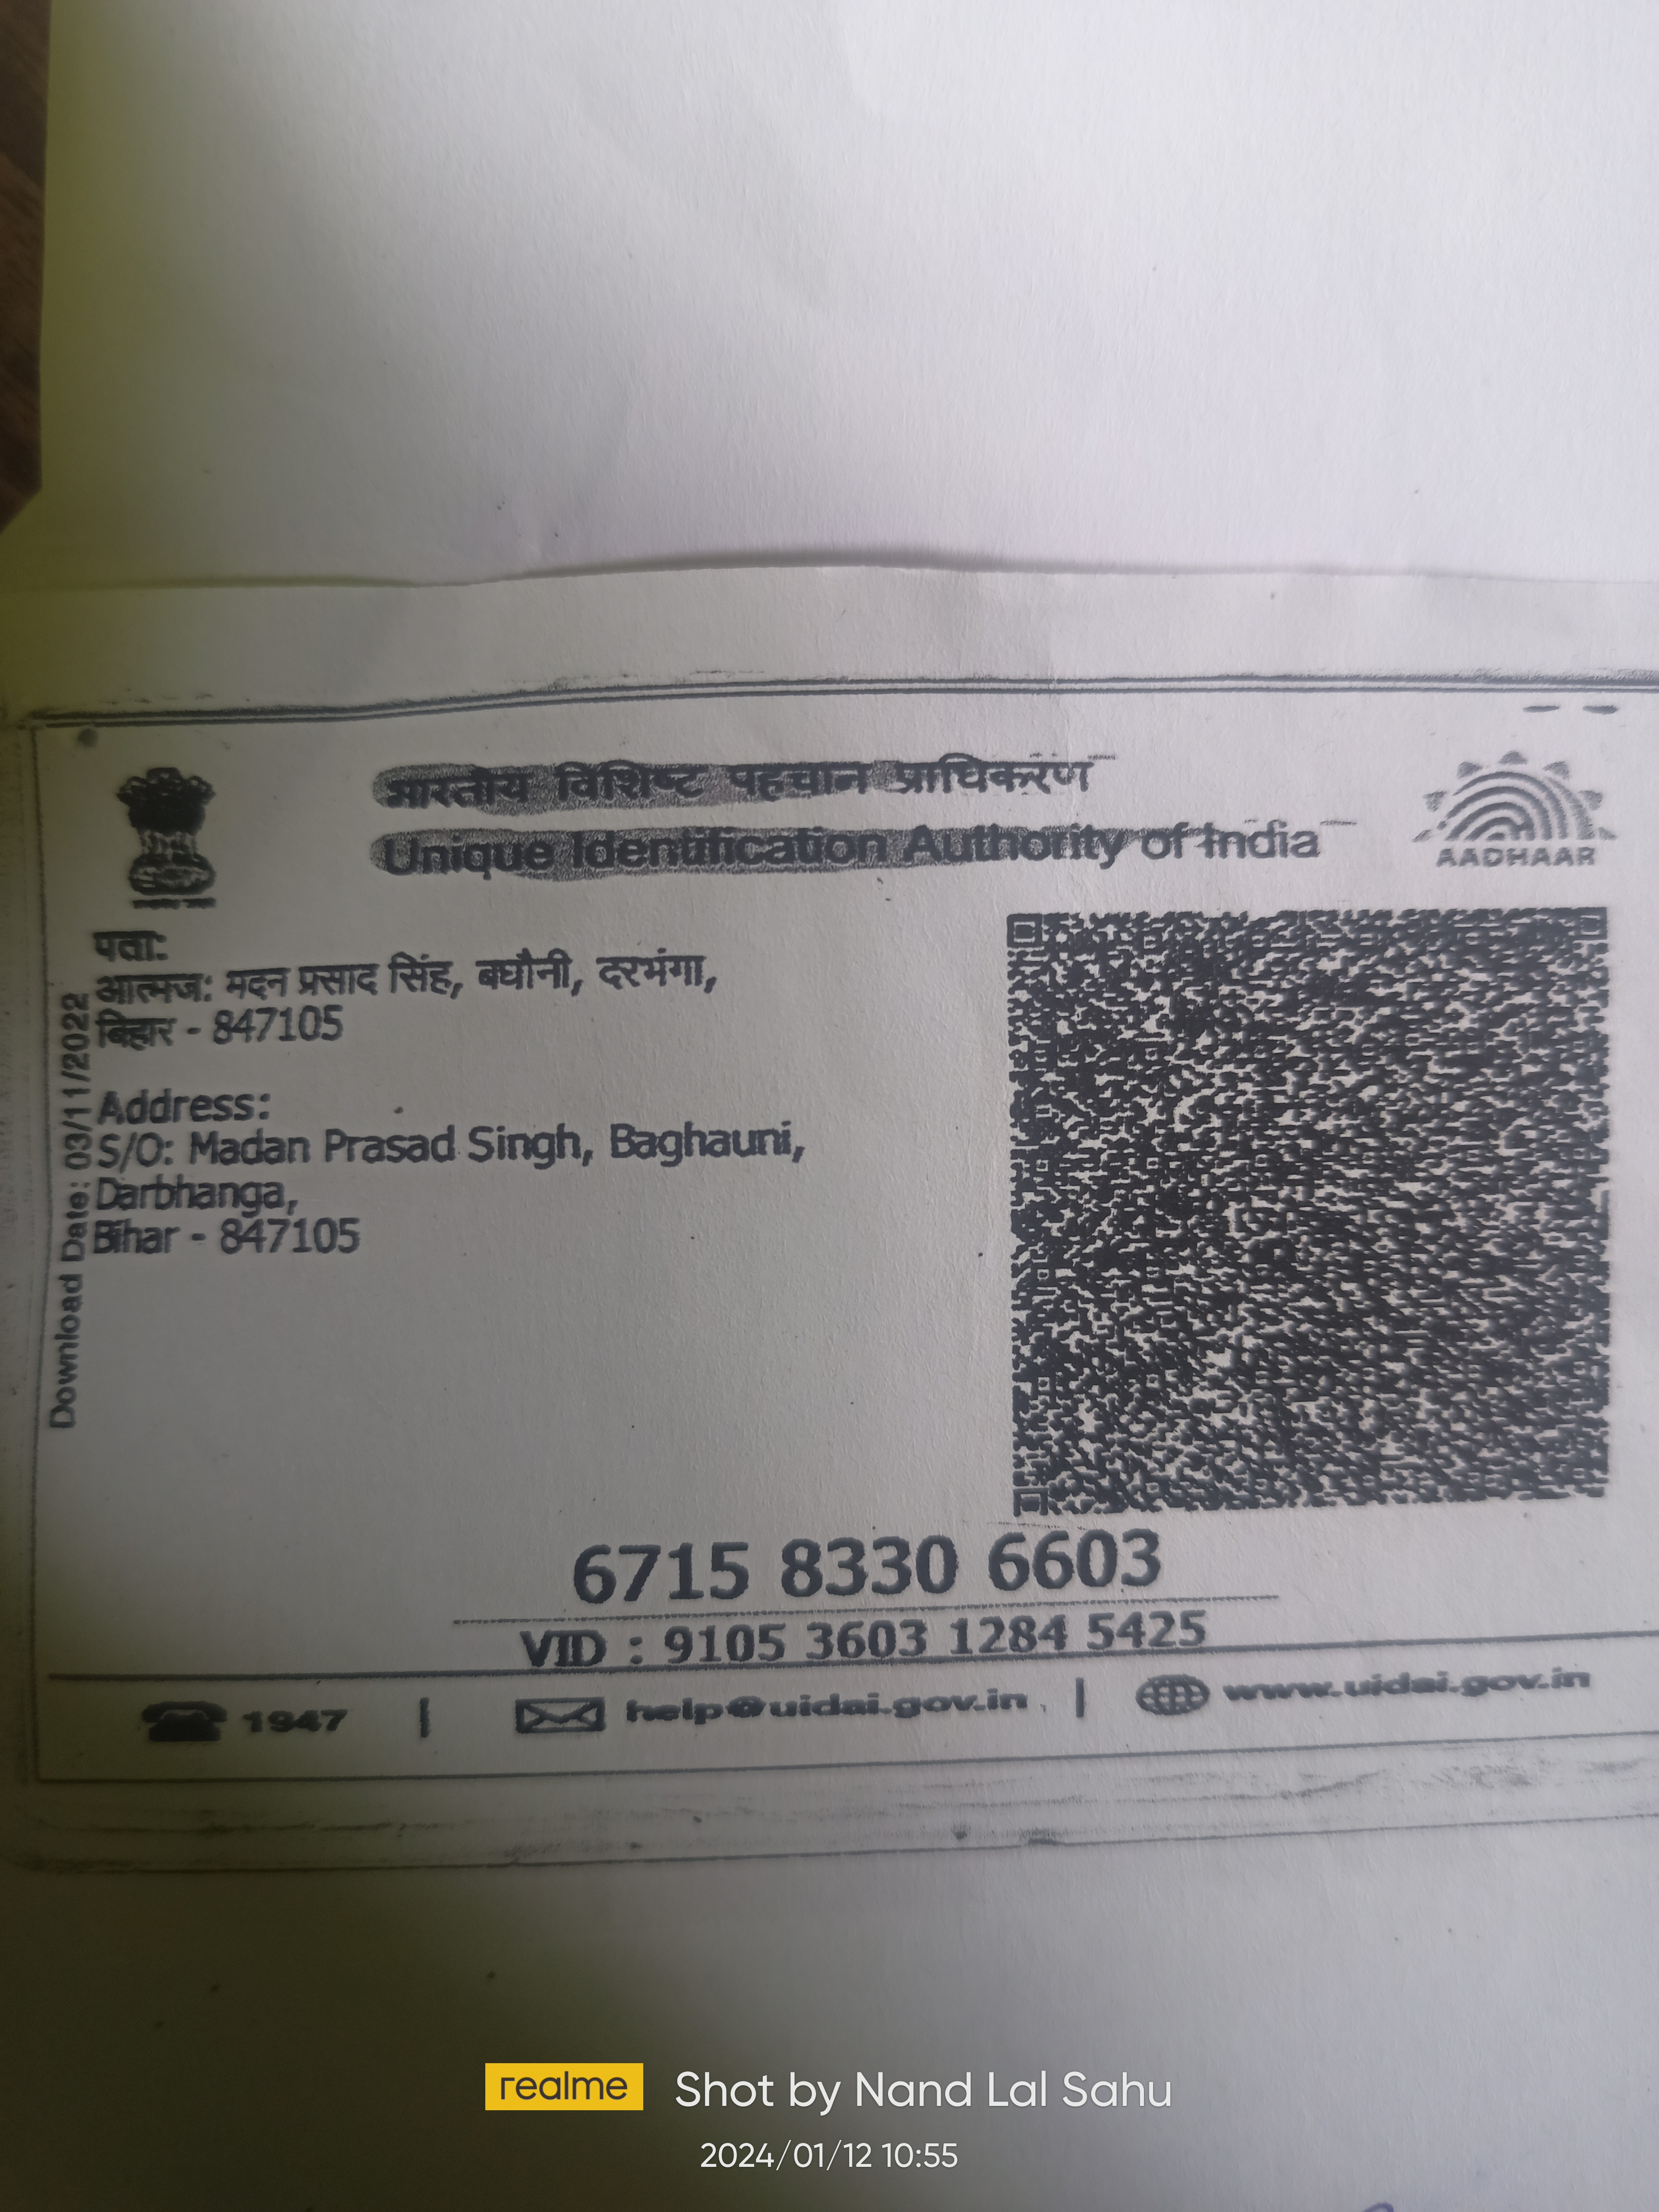 भारतीय विशिष्ट पहचान प्राधिकरण
Unique Identification Authority of India
AADHAAR
पता:
आत्मज: मदन प्रसाद सिंह, बघौनी, दरभंगा,
बिहार - 847105
Address:
S/O: Madan Prasad Singh, Baghauni,
Darbhanga,
Bihar - 847105
Download Date: 03/11/2022
6715 8330 6603
VID : 9105 3603 1284 5425
1947 | help@uidai.gov.in | www.uidai.gov.in
realme Shot by Nand Lal Sahu
2024/01/12 10:55